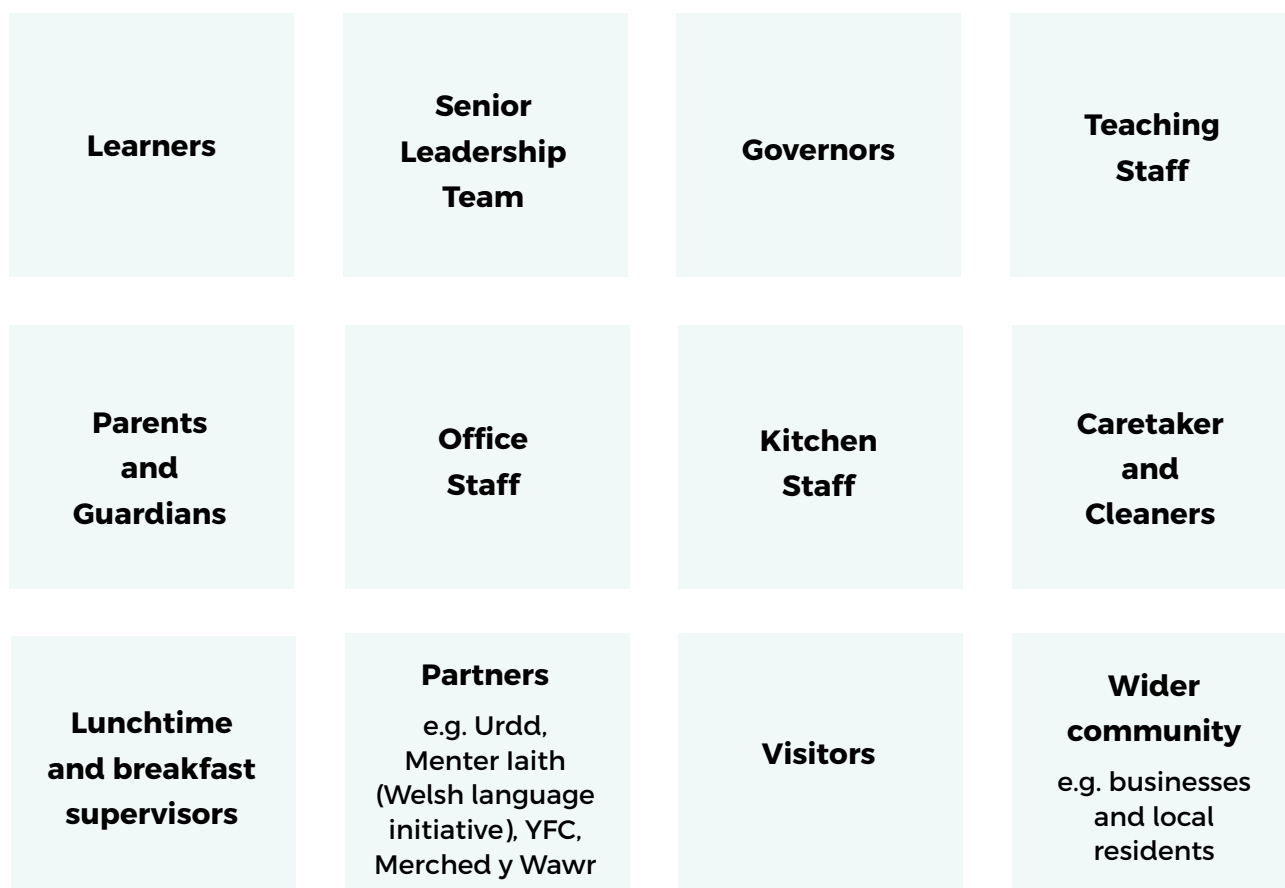 Learners
Senior
Leadership
Team
Governors
Teaching
Staff
Parents
and
Guardians
Office
Staff
Kitchen
Staff
Caretaker
and
Cleaners
Lunchtime
and breakfast
supervisors
Partners
e.g. Urdd,
Menter Iaith
(Welsh language
initiative), YFC,
Merched y Wawr
Visitors
Wider
community
e.g. businesses
and local
residents